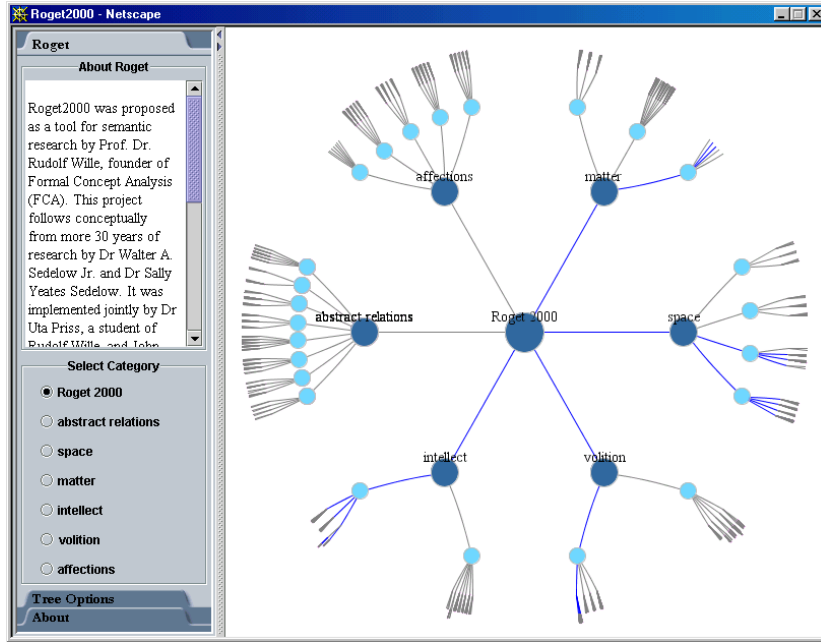 Roget2000 - Netscape
Roget
About Roget
Roget2000 was proposed
as a tool for semantic
research by Prof. Dr.
Rudolf Wille, founder of
Formal Concept Analysis
(FCA). This project
follows conceptually
from more 30 years of
research by Dr Walter A.
Sedelow Jr. and Dr Sally
Yeates Sedelow. It was
implemented jointly by Dr
Uta Priss, a student of
Rudolf Wille, and John
Select Category
Roget 2000
abstract relations
space
matter
intellect
volition
affections
Tree Options
About
affections
matter
abstract relations
Roget 2000
space
intellect
volition